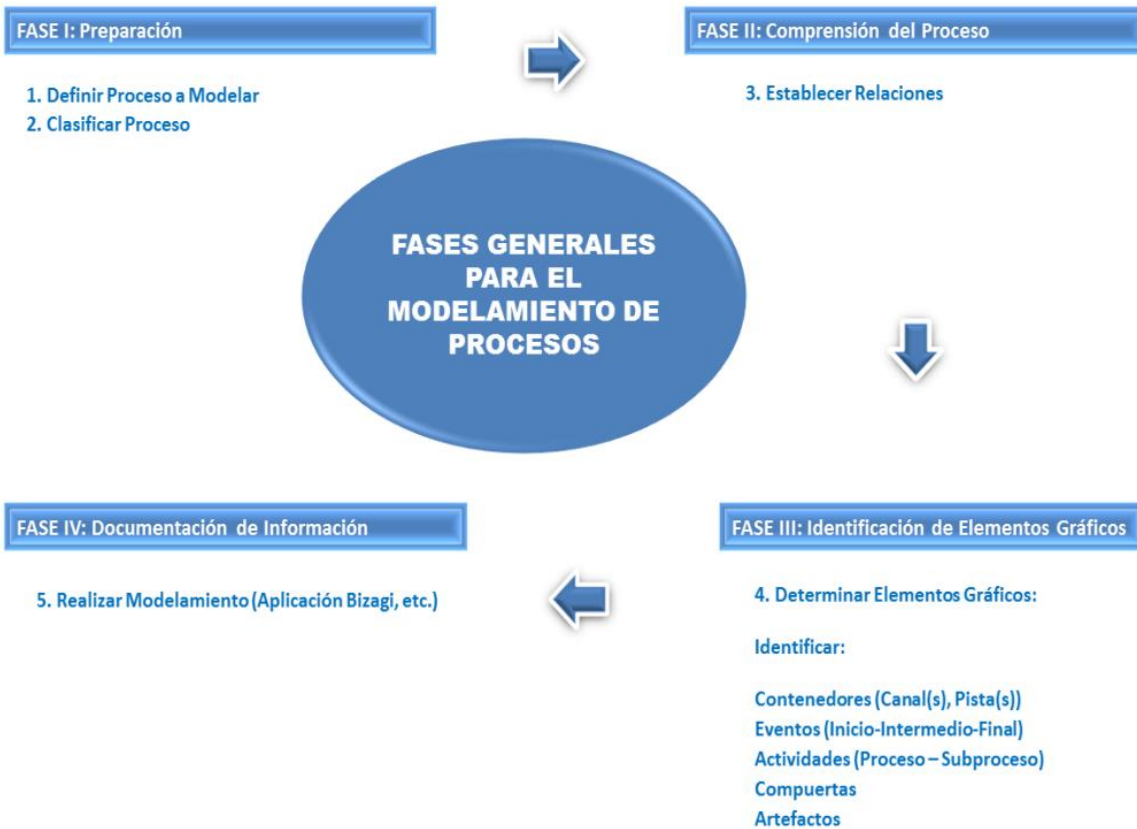 FASE I: Preparación
1. Definir Proceso a Modelar
2. Clasificar Proceso
FASE II: Comprensión del Proceso
3. Establecer Relaciones
FASES GENERALES
PARA EL
MODELAMIENTO DE
PROCESOS
FASE III: Identificación de Elementos Gráficos
4. Determinar Elementos Gráficos:
Identificar:
Contenedores (Canal(s), Pista(s))
Eventos (Inicio-Intermedio-Final)
Actividades (Proceso – Subproceso)
Compuertas
Artefactos
FASE IV: Documentación de Información
5. Realizar Modelamiento (Aplicación Bizagi, etc.)